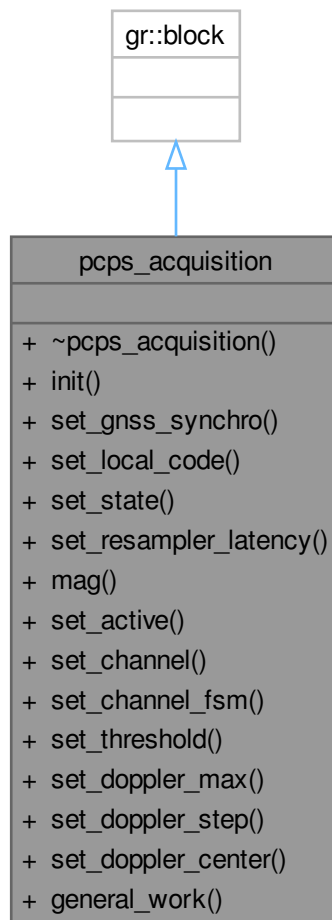 gr::block
pcps_acquisition
+ ~pcps_acquisition()
+ init()
+ set_gnss_synchro()
+ set_local_code()
+ set_state()
+ set_resampler_latency()
+ mag()
+ set_active()
+ set_channel()
+ set_channel_fsm()
+ set_threshold()
+ set_doppler_max()
+ set_doppler_step()
+ set_doppler_center()
+ general_work()